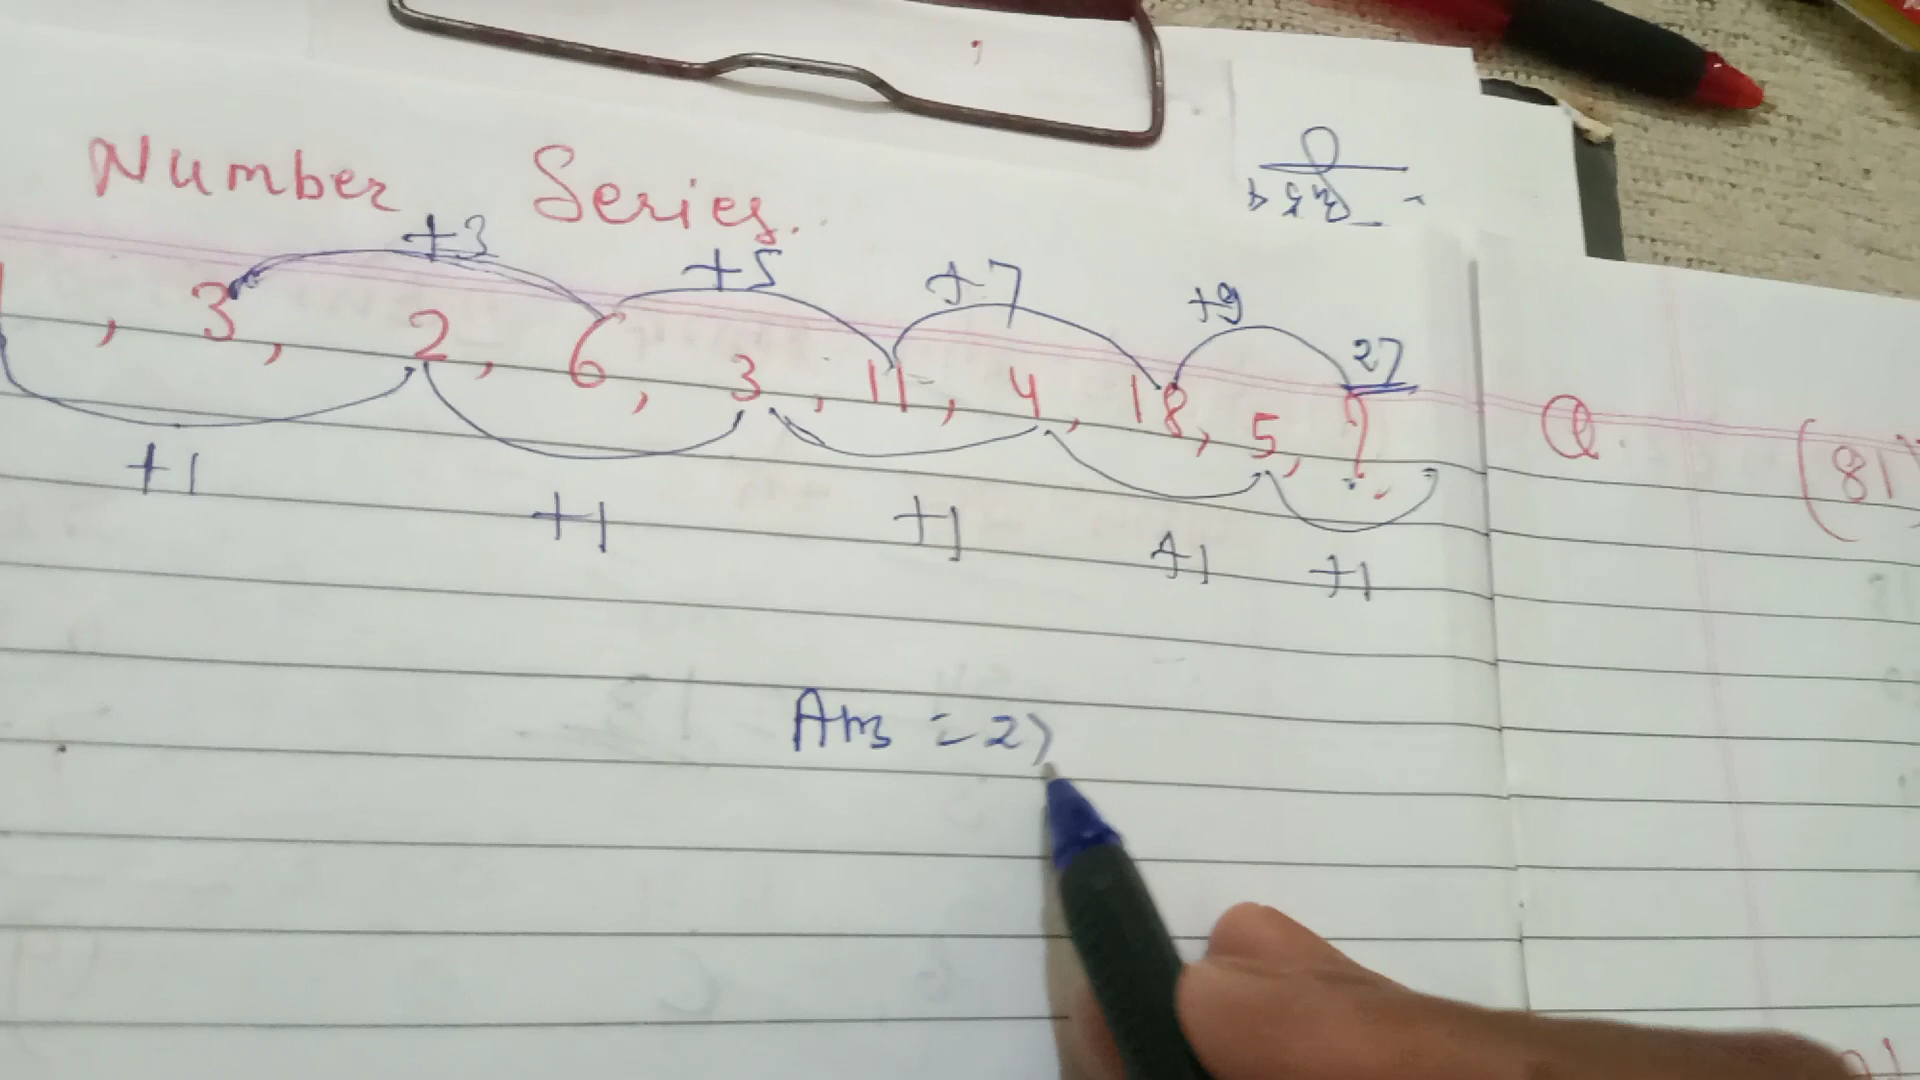 Number Series.
+3 +5 +7 +9
27
1, 3, 2, 6, 3, 11, 4, 18, 5, ?.
+1 +1 +1 +1 +1
Ans = 27
Q. (81